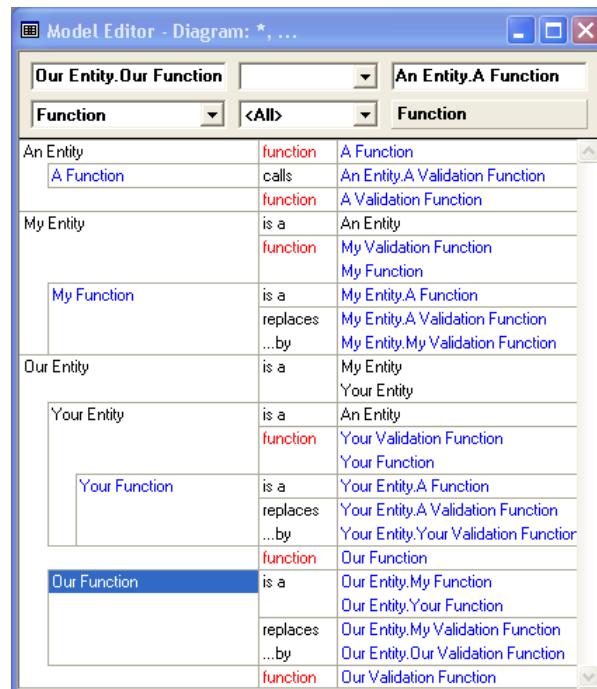 Model Editor - Diagram: *, ...
Our Entity.Our Function An Entity.A Function
Function <All> Function
An Entity function A Function
A Function calls An Entity.A Validation Function
function A Validation Function
My Entity is a An Entity
function My Validation Function
My Function
My Function is a My Entity.A Function
replaces My Entity.A Validation Function
...by My Entity.My Validation Function
Our Entity is a My Entity
Your Entity
Your Entity is a An Entity
function Your Validation Function
Your Function
Your Function is a Your Entity.A Function
replaces Your Entity.A Validation Function
...by Your Entity.Your Validation Function
function Our Function
Our Function is a Our Entity.My Function
Our Entity.Your Function
replaces Our Entity.My Validation Function
...by Our Entity.Our Validation Function
function Our Validation Function